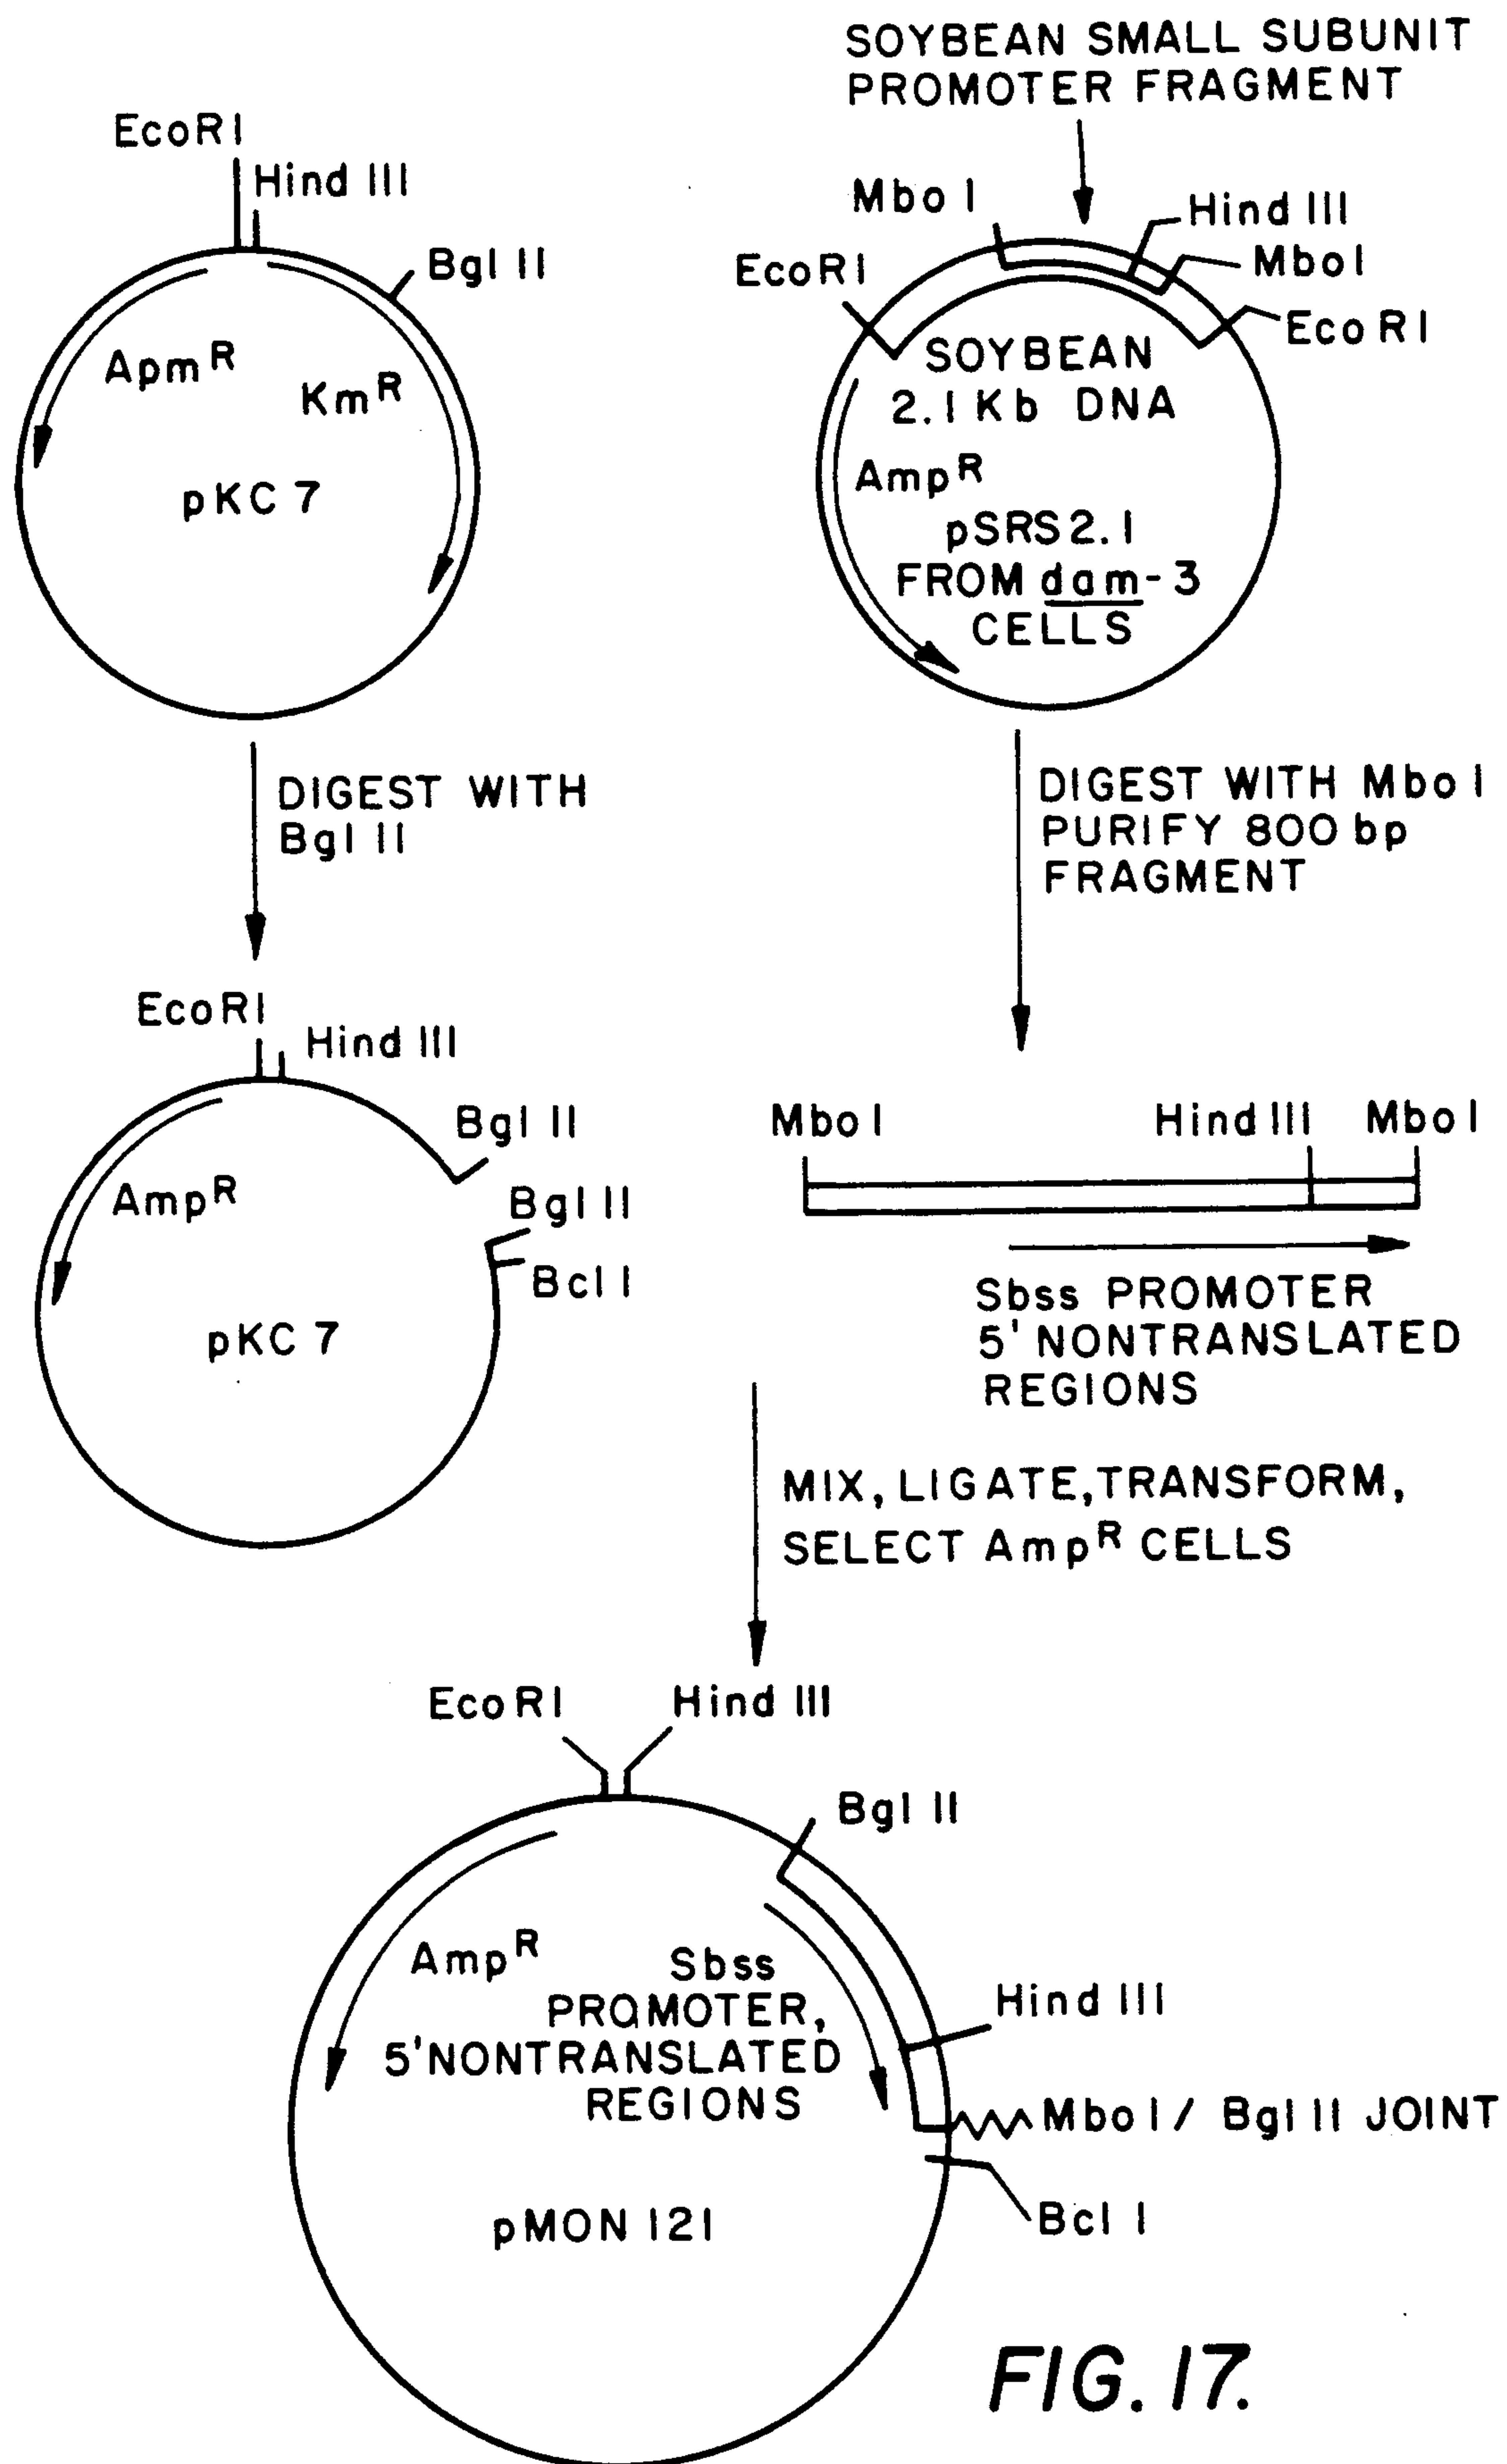 SOYBEAN SMALL SUBUNIT
PROMOTER FRAGMENT
EcoRI
Hind III
Bgl II
ApmR
KmR
pKC 7
Mbo I
Hind III
Mbo I
EcoRI
Eco RI
SOYBEAN
2.1 Kb DNA
AmpR
pSRS2.1
FROM dam-3
CELLS
DIGEST WITH
Bgl II
DIGEST WITH Mbo I
PURIFY 800 bp
FRAGMENT
EcoRI
Hind III
Bgl II
Bgl II
Bcl I
AmpR
pKC 7
Mbo I
Hind III
Mbo I
Sbss PROMOTER
5' NONTRANSLATED
REGIONS
MIX, LIGATE, TRANSFORM,
SELECT AmpR CELLS
Eco RI
Hind III
Bgl II
AmpR
Sbss
PROMOTER,
5' NONTRANSLATED
REGIONS
Hind III
Mbo I / Bgl II JOINT
Bcl I
pMON 121
FIG. 17.